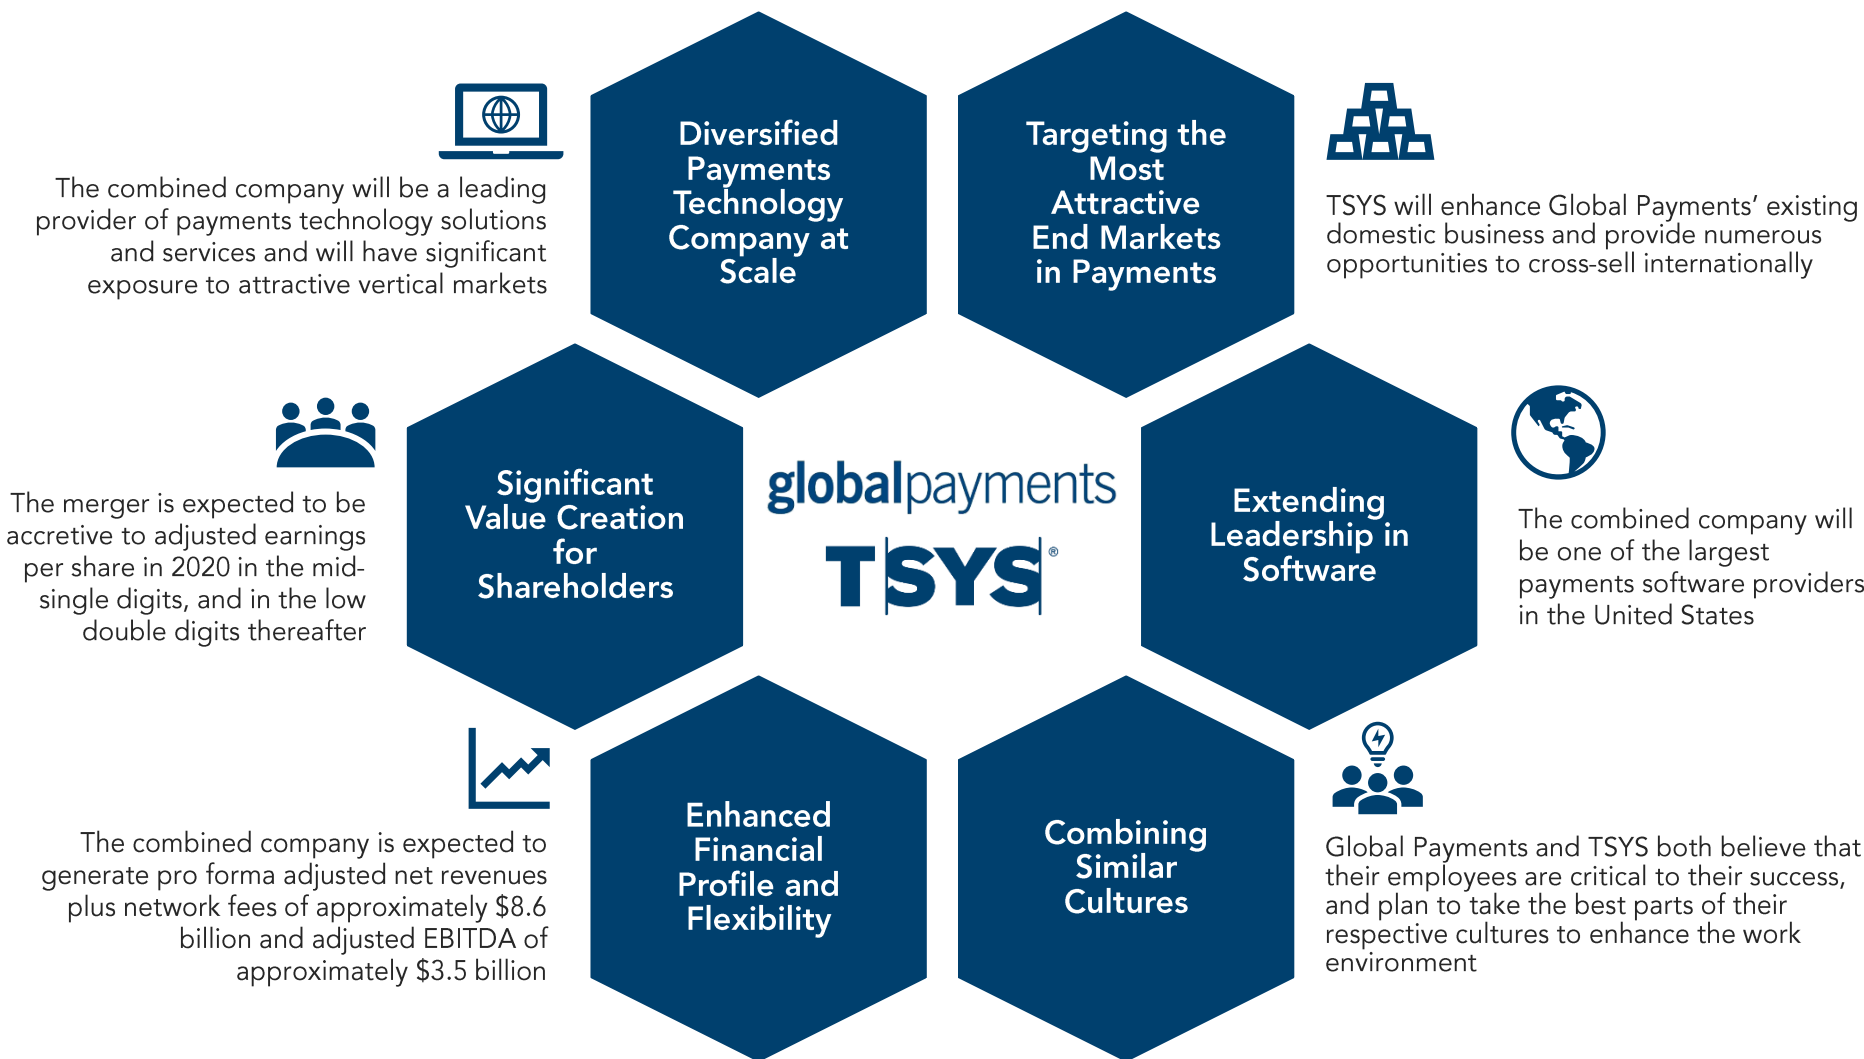 Diversified
Payments
Technology
Company at
Scale
The combined company will be a leading
provider of payments technology solutions
and services and will have significant
exposure to attractive vertical markets
Targeting the
Most
Attractive
End Markets
in Payments
TSYS will enhance Global Payments’ existing
domestic business and provide numerous
opportunities to cross-sell internationally
Significant
Value Creation
for
Shareholders
The merger is expected to be
accretive to adjusted earnings
per share in 2020 in the mid-
single digits, and in the low
double digits thereafter
globalpayments
TSYS®
Extending
Leadership in
Software
The combined company will
be one of the largest
payments software providers
in the United States
Enhanced
Financial
Profile and
Flexibility
The combined company is expected to
generate pro forma adjusted net revenues
plus network fees of approximately $8.6
billion and adjusted EBITDA of
approximately $3.5 billion
Combining
Similar
Cultures
Global Payments and TSYS both believe that
their employees are critical to their success,
and plan to take the best parts of their
respective cultures to enhance the work
environment